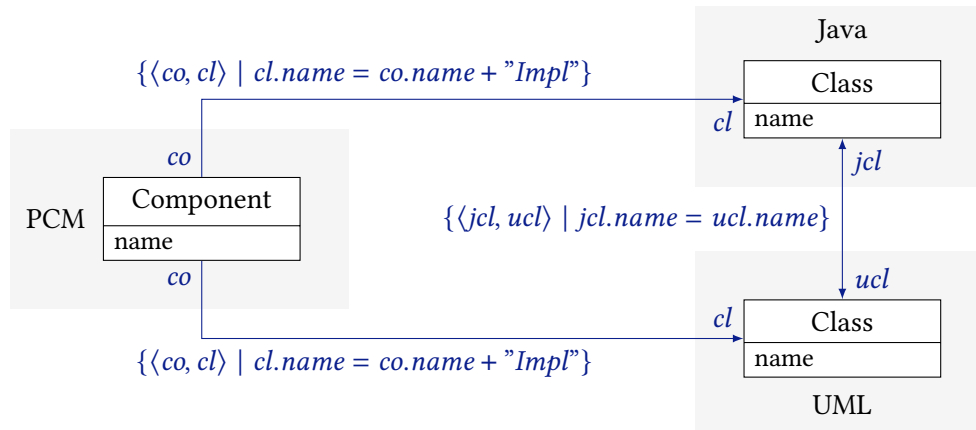 Java
{⟨co, cl⟩ | cl.name = co.name + ”Impl”}
Class
cl
name
co
jcl
Component
PCM
{⟨jcl, ucl⟩ | jcl.name = ucl.name}
name
co
ucl
cl
Class
{⟨co, cl⟩ | cl.name = co.name + ”Impl”}
name
UML